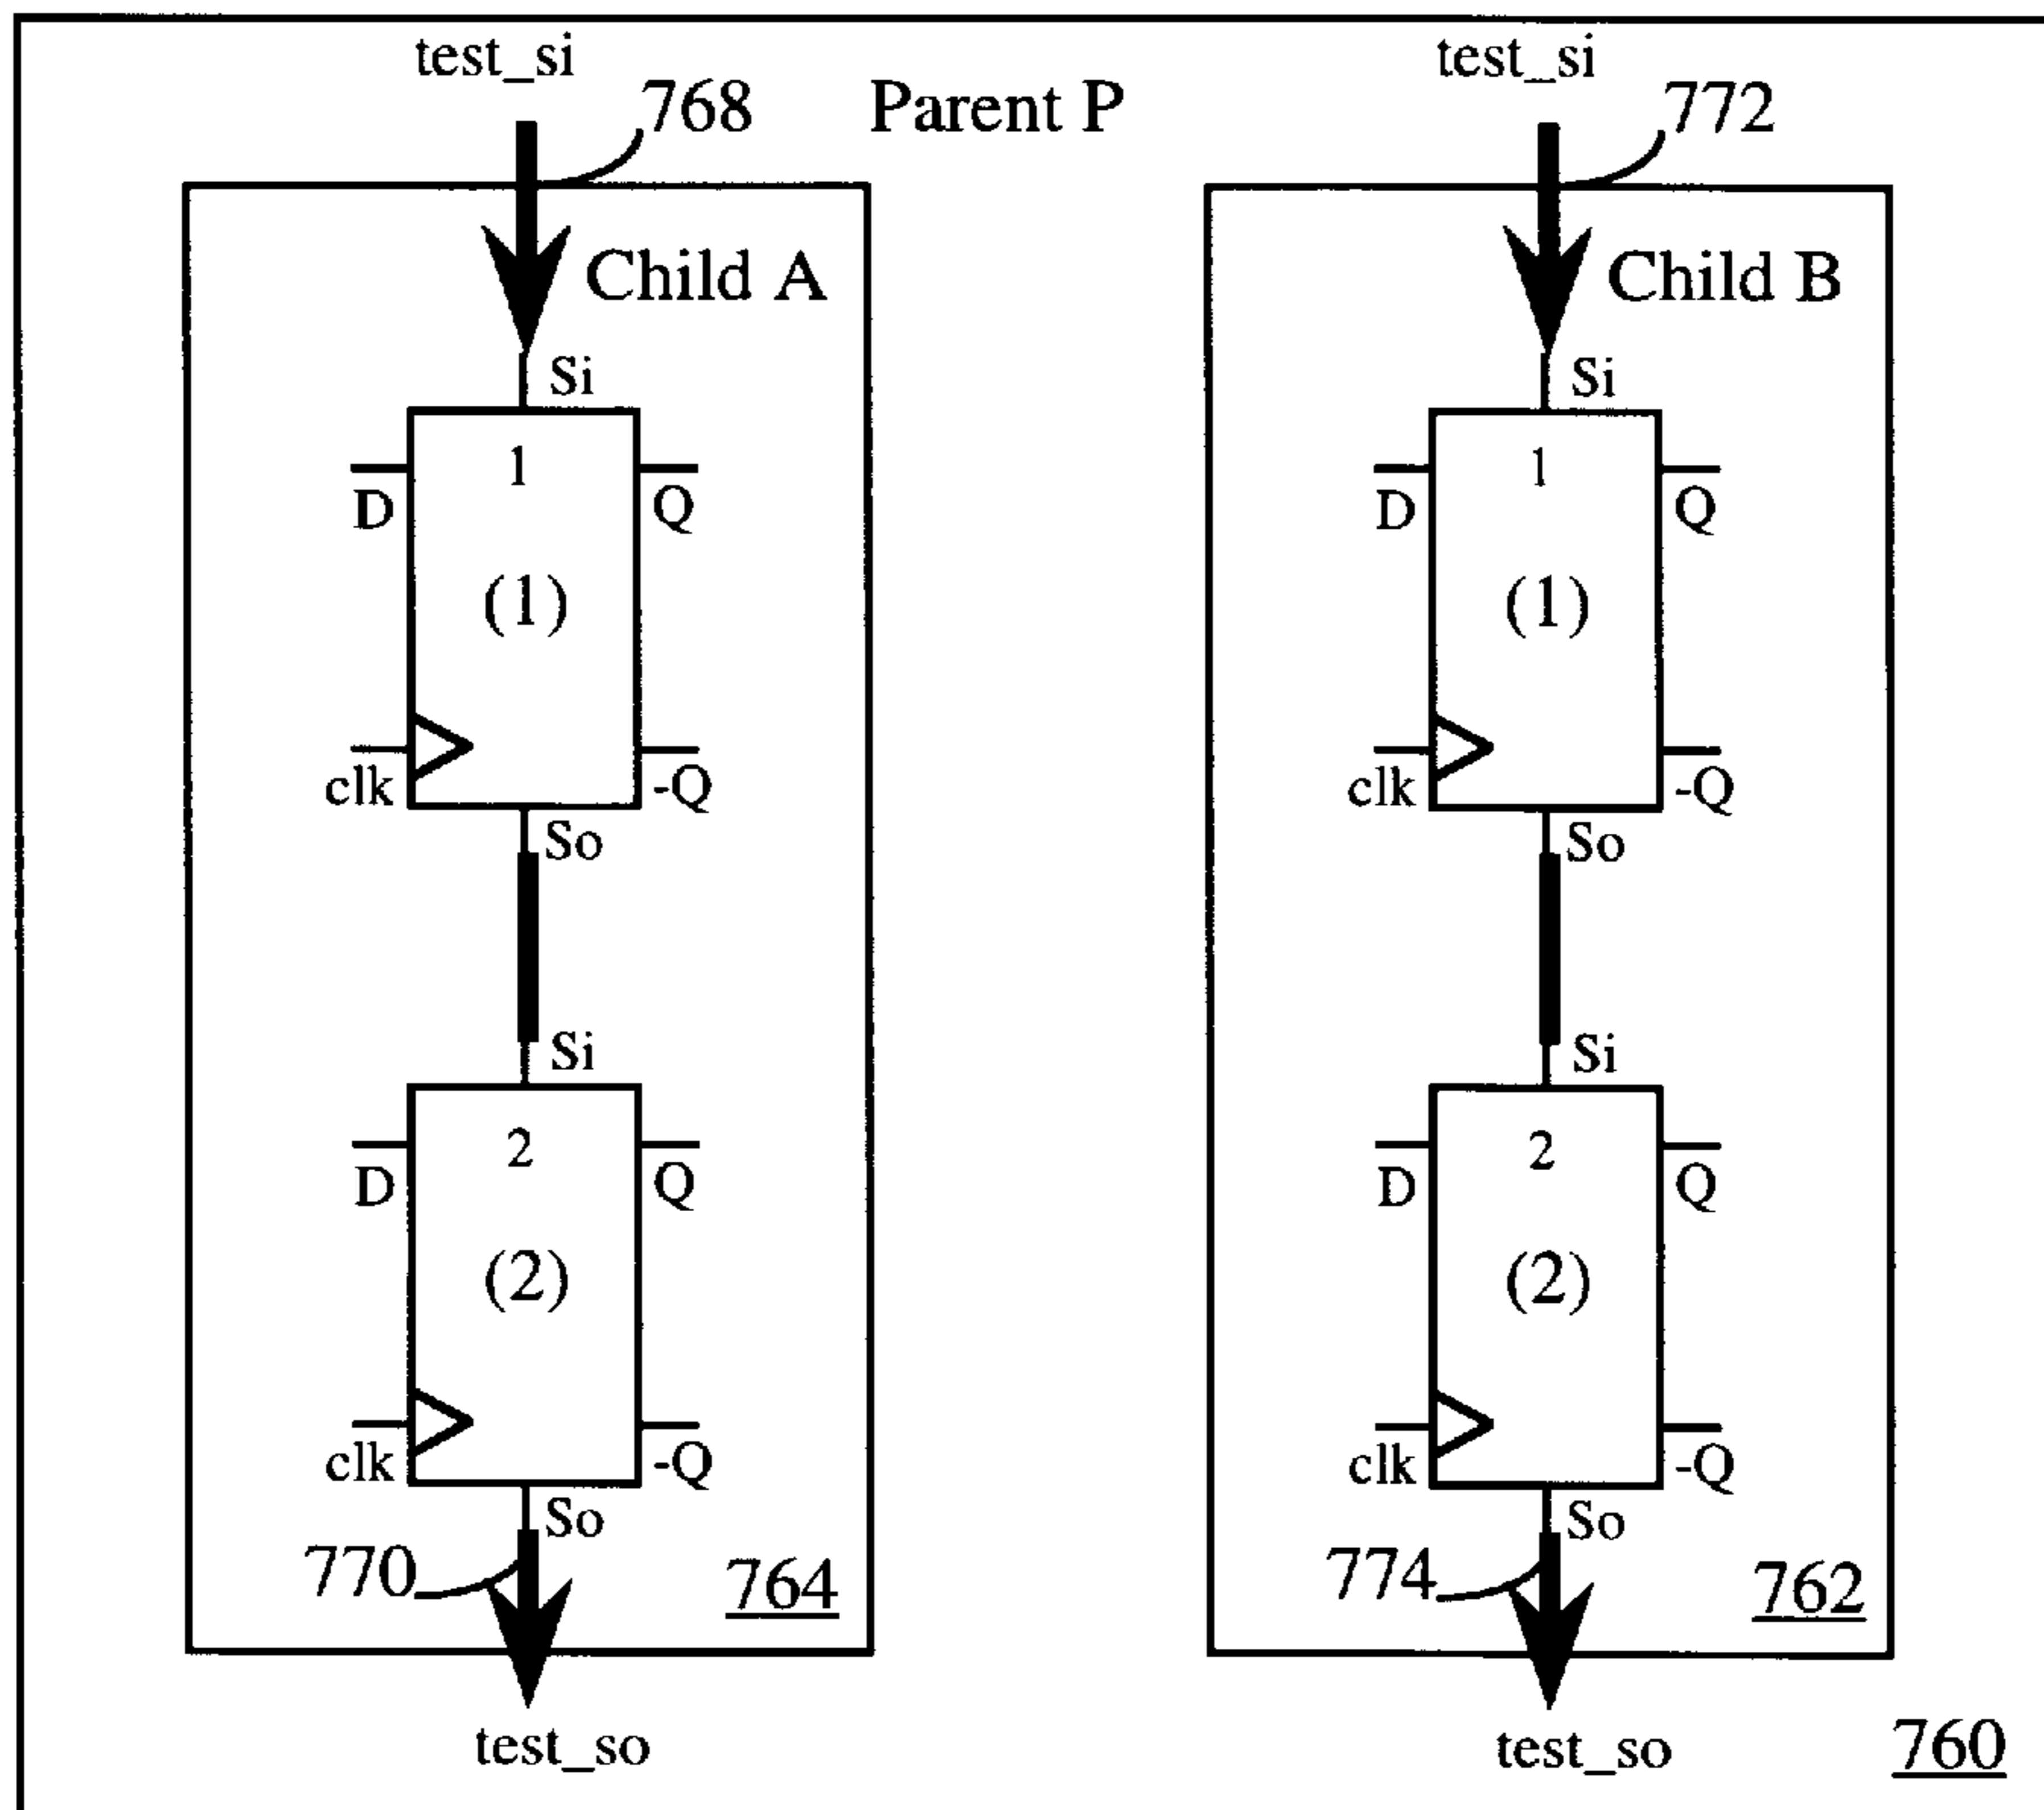 test_si
768
Parent P
test_si
772
Child A
Si
1
D
Q
(1)
clk
-Q
So
Si
2
D
Q
(2)
clk
-Q
So
770
764
test_so
Child B
Si
1
D
Q
(1)
clk
-Q
So
Si
2
D
Q
(2)
clk
-Q
So
774
762
test_so
760